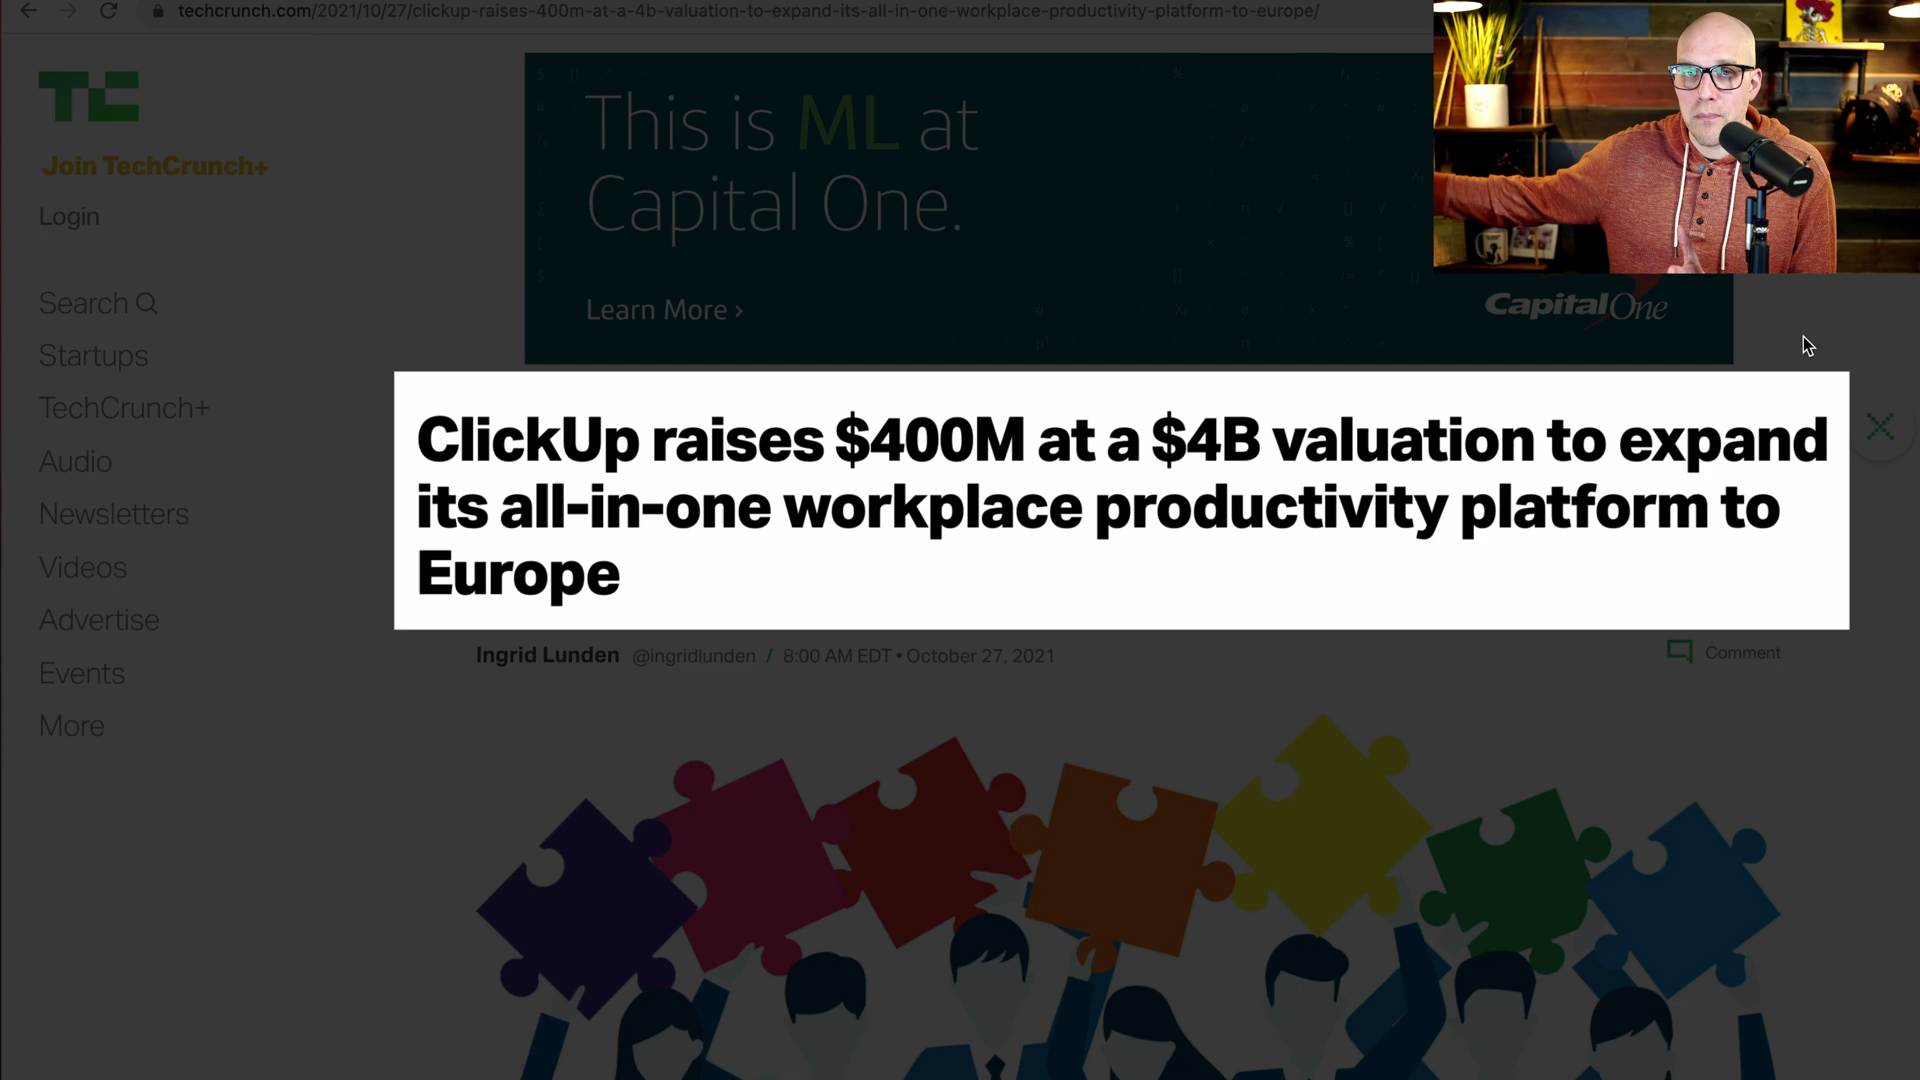 techcrunch.com/2021/10/27/clickup-raises-400m-at-a-4b-valuation-to-expand-its-all-in-one-workplace-productivity-platform-to-europe/
TC
Join TechCrunch+
Login
Search
Startups
TechCrunch+
Audio
Newsletters
Videos
Advertise
Events
More
This is ML at
Capital One.
Learn More ›
Capital One
ClickUp raises $400M at a $4B valuation to expand
its all-in-one workplace productivity platform to
Europe
Ingrid Lunden @ingridlunden / 8:00 AM EDT • October 27, 2021
Comment